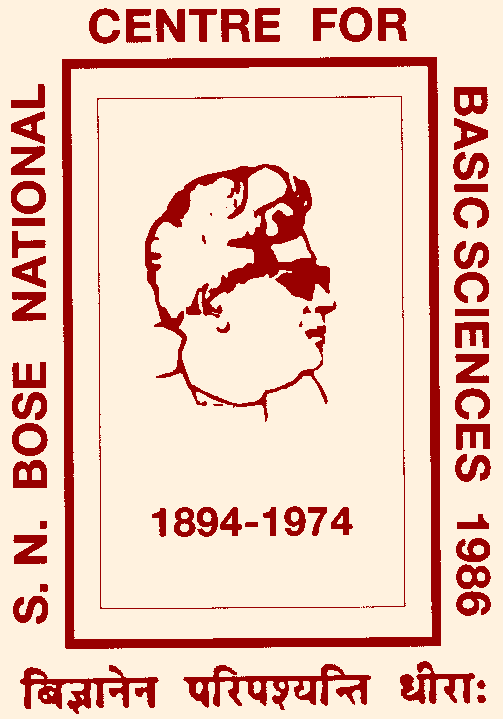 S. N. BOSE NATIONAL
CENTRE FOR
BASIC SCIENCES 1986
1894-1974
बिज्ञानेन परिपश्यन्ति धीराः